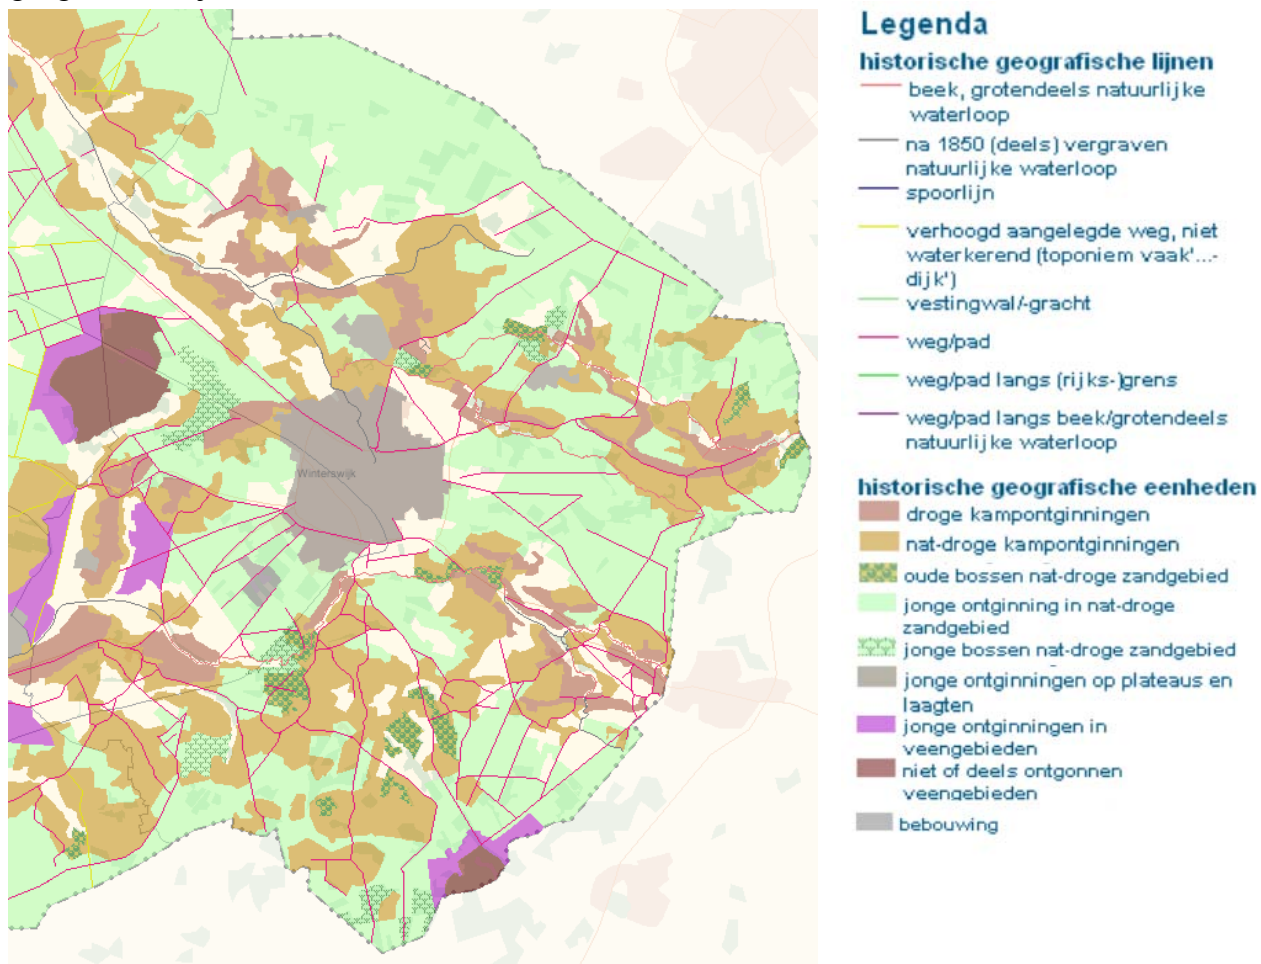 Winterswijk
Legenda
historische geografische lijnen
beek, grotendeels natuurlijke
waterloop
na 1850 (deels) vergraven
natuurlijke waterloop
spoorlijn
verhoogd aangelegde weg, niet
waterkerend (toponiem vaak'...-
dijk')
vestingwal/-gracht
weg/pad
weg/pad langs (rijks-)grens
weg/pad langs beek/grotendeels
natuurlijke waterloop
historische geografische eenheden
droge kampontginningen
nat-droge kampontginningen
oude bossen nat-droge zandgebied
jonge ontginning in nat-droge
zandgebied
jonge bossen nat-droge zandgebied
jonge ontginningen op plateaus en
laagten
jonge ontginningen in
veengebieden
niet of deels ontgonnen
veengebieden
bebouwing